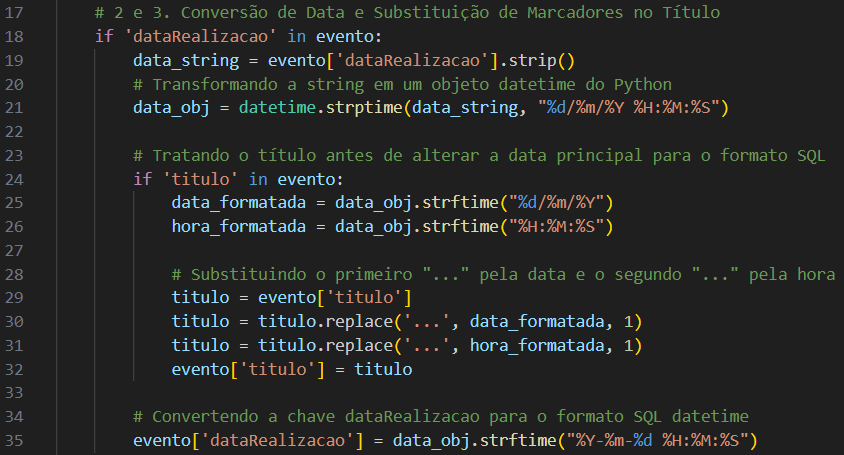 17 # 2 e 3. Conversão de Data e Substituição de Marcadores no Título
18 if 'dataRealizacao' in evento:
19 data_string = evento['dataRealizacao'].strip()
20 # Transformando a string em um objeto datetime do Python
21 data_obj = datetime.strptime(data_string, "%d/%m/%Y %H:%M:%S")
22
23 # Tratando o título antes de alterar a data principal para o formato SQL
24 if 'titulo' in evento:
25 data_formatada = data_obj.strftime("%d/%m/%Y")
26 hora_formatada = data_obj.strftime("%H:%M:%S")
27
28 # Substituindo o primeiro "..." pela data e o segundo "..." pela hora
29 titulo = evento['titulo']
30 titulo = titulo.replace('...', data_formatada, 1)
31 titulo = titulo.replace('...', hora_formatada, 1)
32 evento['titulo'] = titulo
33
34 # Convertendo a chave dataRealizacao para o formato SQL datetime
35 evento['dataRealizacao'] = data_obj.strftime("%Y-%m-%d %H:%M:%S")